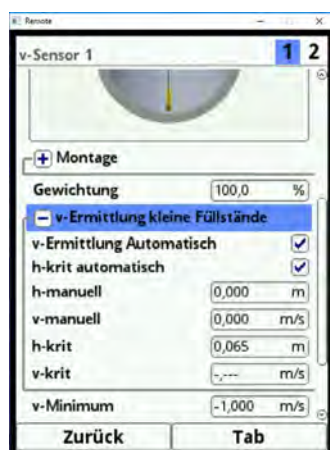 Remote
v-Sensor 1 1 2
+ Montage
Gewichtung 100,0 %
− v-Ermittlung kleine Füllstände
v-Ermittlung Automatisch
h-krit automatisch
h-manuell 0,000 m
v-manuell 0,000 m/s
h-krit 0,065 m
v-krit -,--- m/s
v-Minimum -1,000 m/s
Zurück Tab